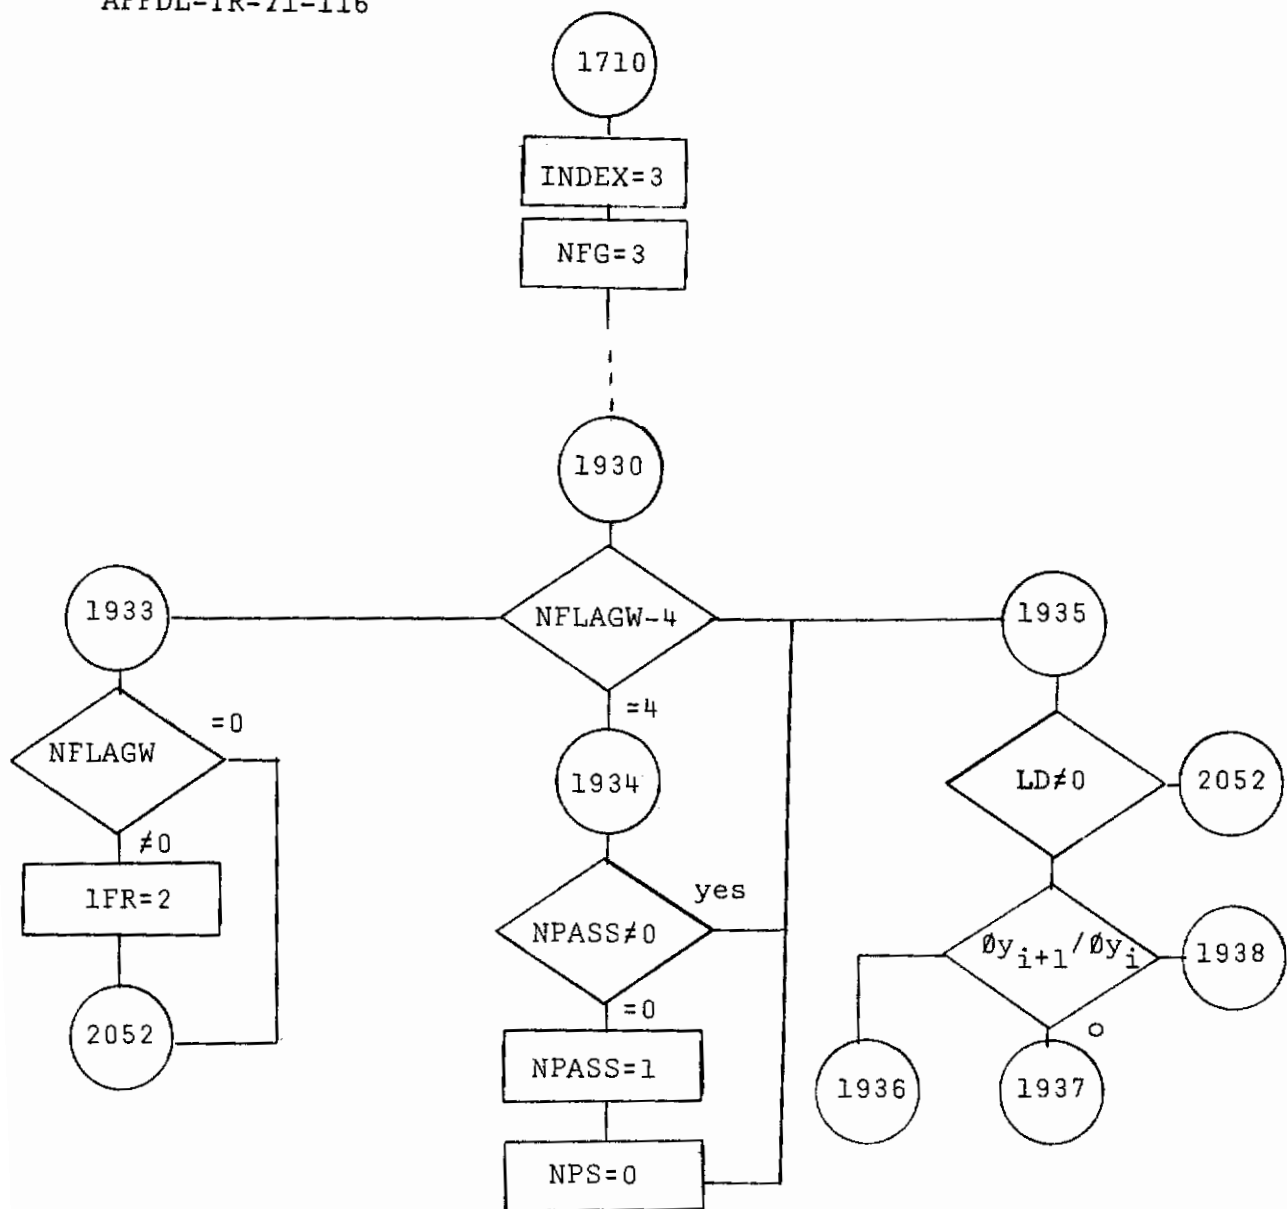 AFFDL-TR-71-116
1710
INDEX=3
NFG=3
1930
1933
NFLAGW-4
1935
=4
=0
NFLAGW
1934
LD≠0
2052
≠0
yes
1FR=2
NPASS≠0
Øy_{i+1}/Øy_i
1938
=0
o
2052
NPASS=1
1936
1937
NPS=0